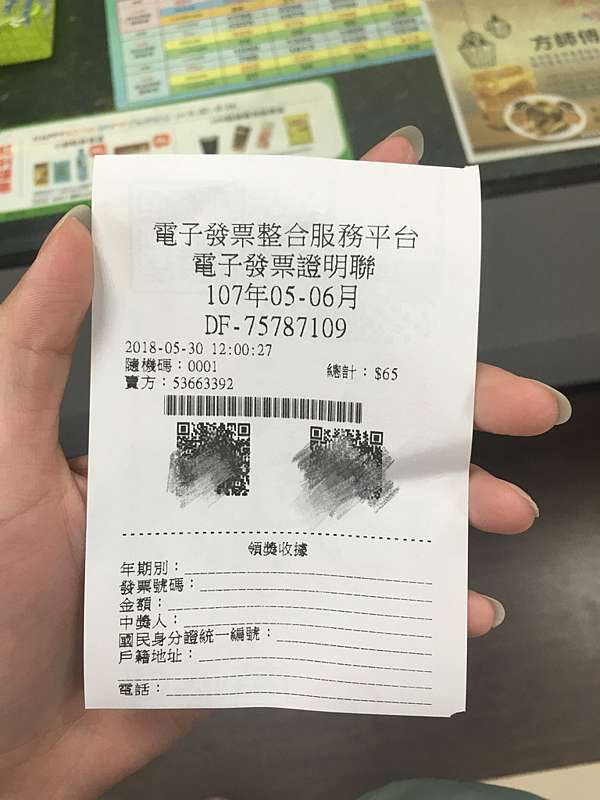 方師傅
電子發票整合服務平台
電子發票證明聯
107年05-06月
DF-75787109
2018-05-30 12:00:27
隨機碼：0001 總計：$65
賣方：53663392
領獎收據
年期別：
發票號碼：
金額：
中獎人：
國民身分證統一編號：
戶籍地址：
電話：